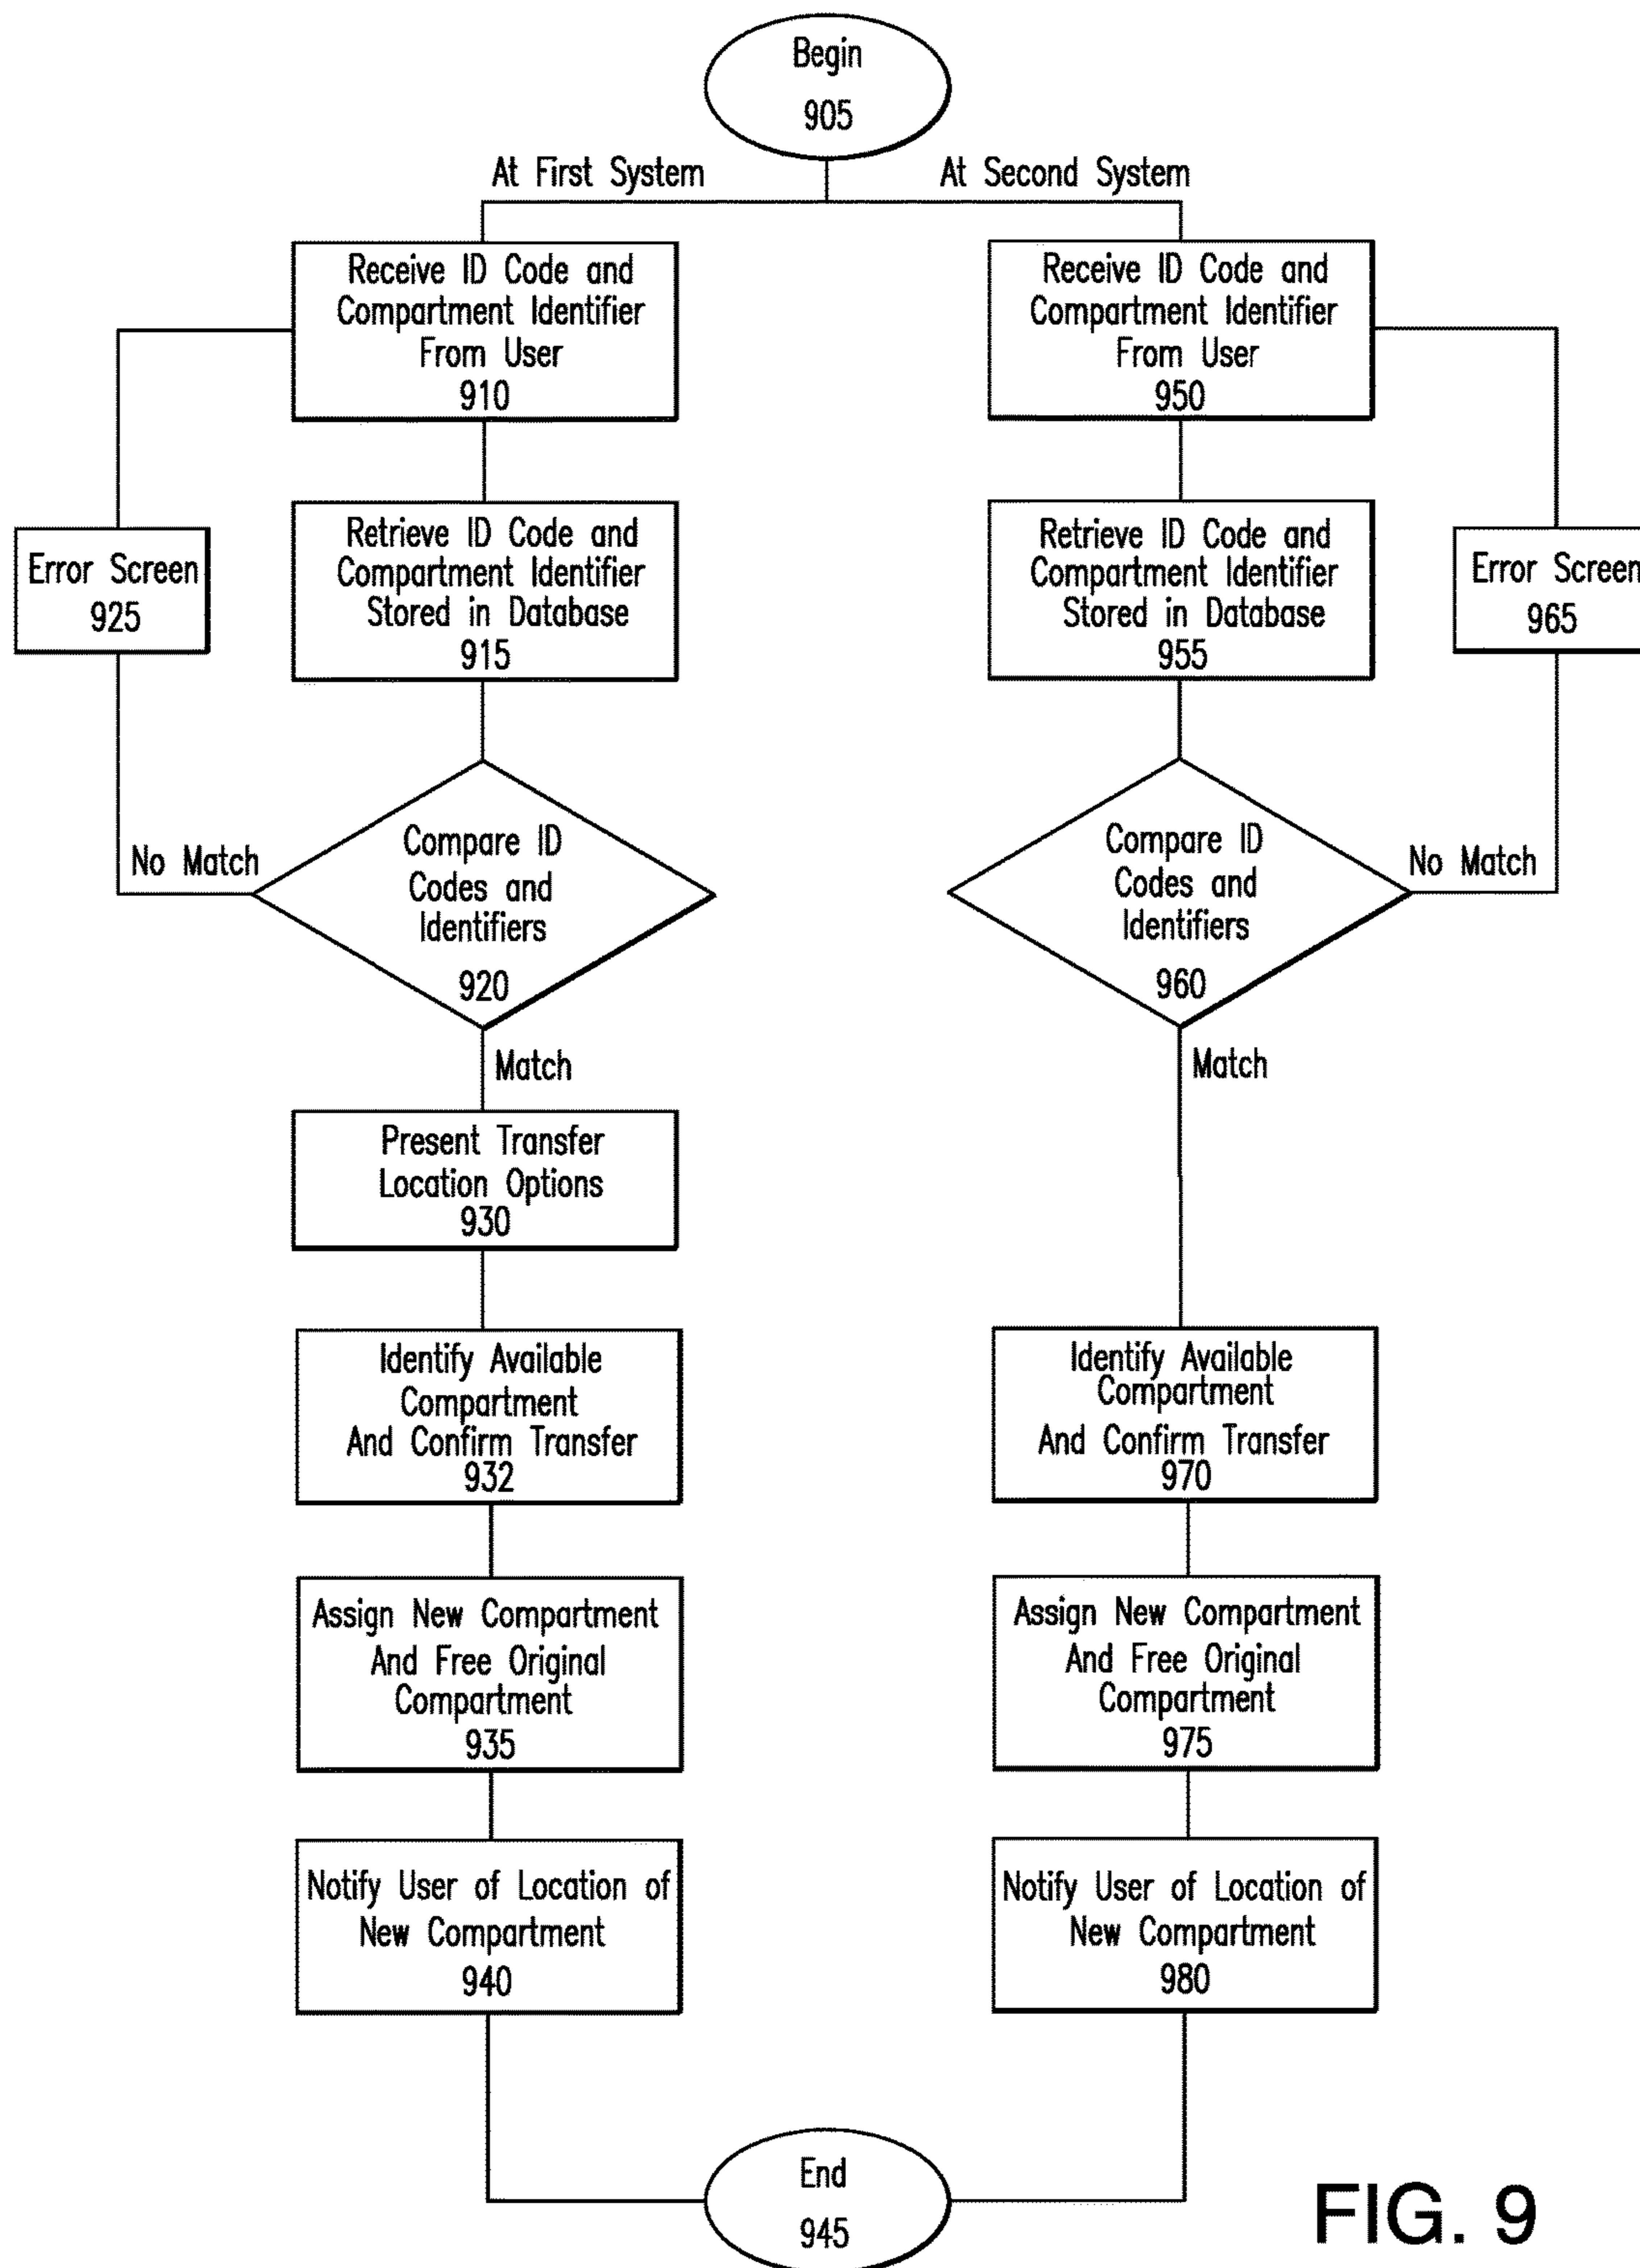 Begin
905
At First System
At Second System
Receive ID Code and
Compartment Identifier
From User
910
Receive ID Code and
Compartment Identifier
From User
950
Error Screen
925
Retrieve ID Code and
Compartment Identifier
Stored in Database
915
Retrieve ID Code and
Compartment Identifier
Stored in Database
955
Error Screen
965
No Match
Compare ID
Codes and
Identifiers
920
Compare ID
Codes and
Identifiers
960
No Match
Match
Match
Present Transfer
Location Options
930
Identify Available
Compartment
And Confirm Transfer
932
Identify Available
Compartment
And Confirm Transfer
970
Assign New Compartment
And Free Original
Compartment
935
Assign New Compartment
And Free Original
Compartment
975
Notify User of Location of
New Compartment
940
Notify User of Location of
New Compartment
980
End
945
FIG. 9